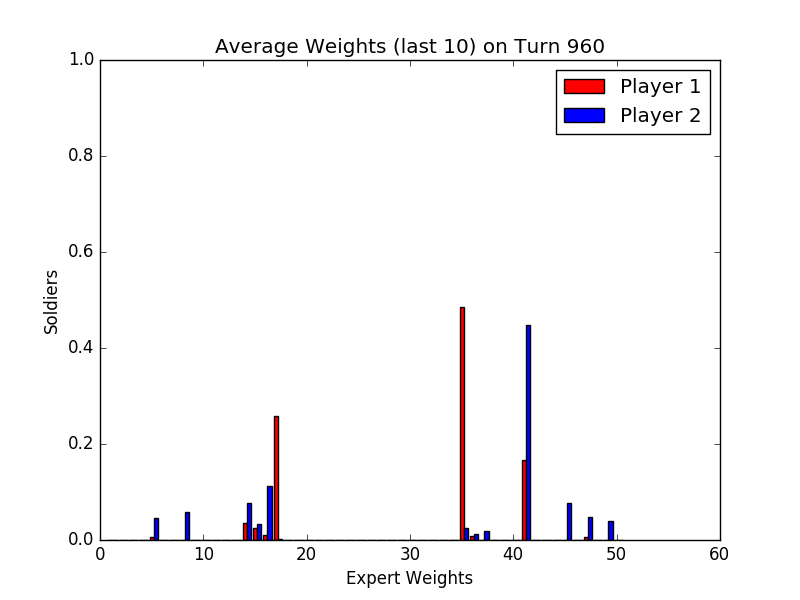 Average Weights (last 10) on Turn 960
1.0
0.8
0.6
0.4
0.2
0.0
Soldiers
Player 1
Player 2
0 10 20 30 40 50 60
Expert Weights